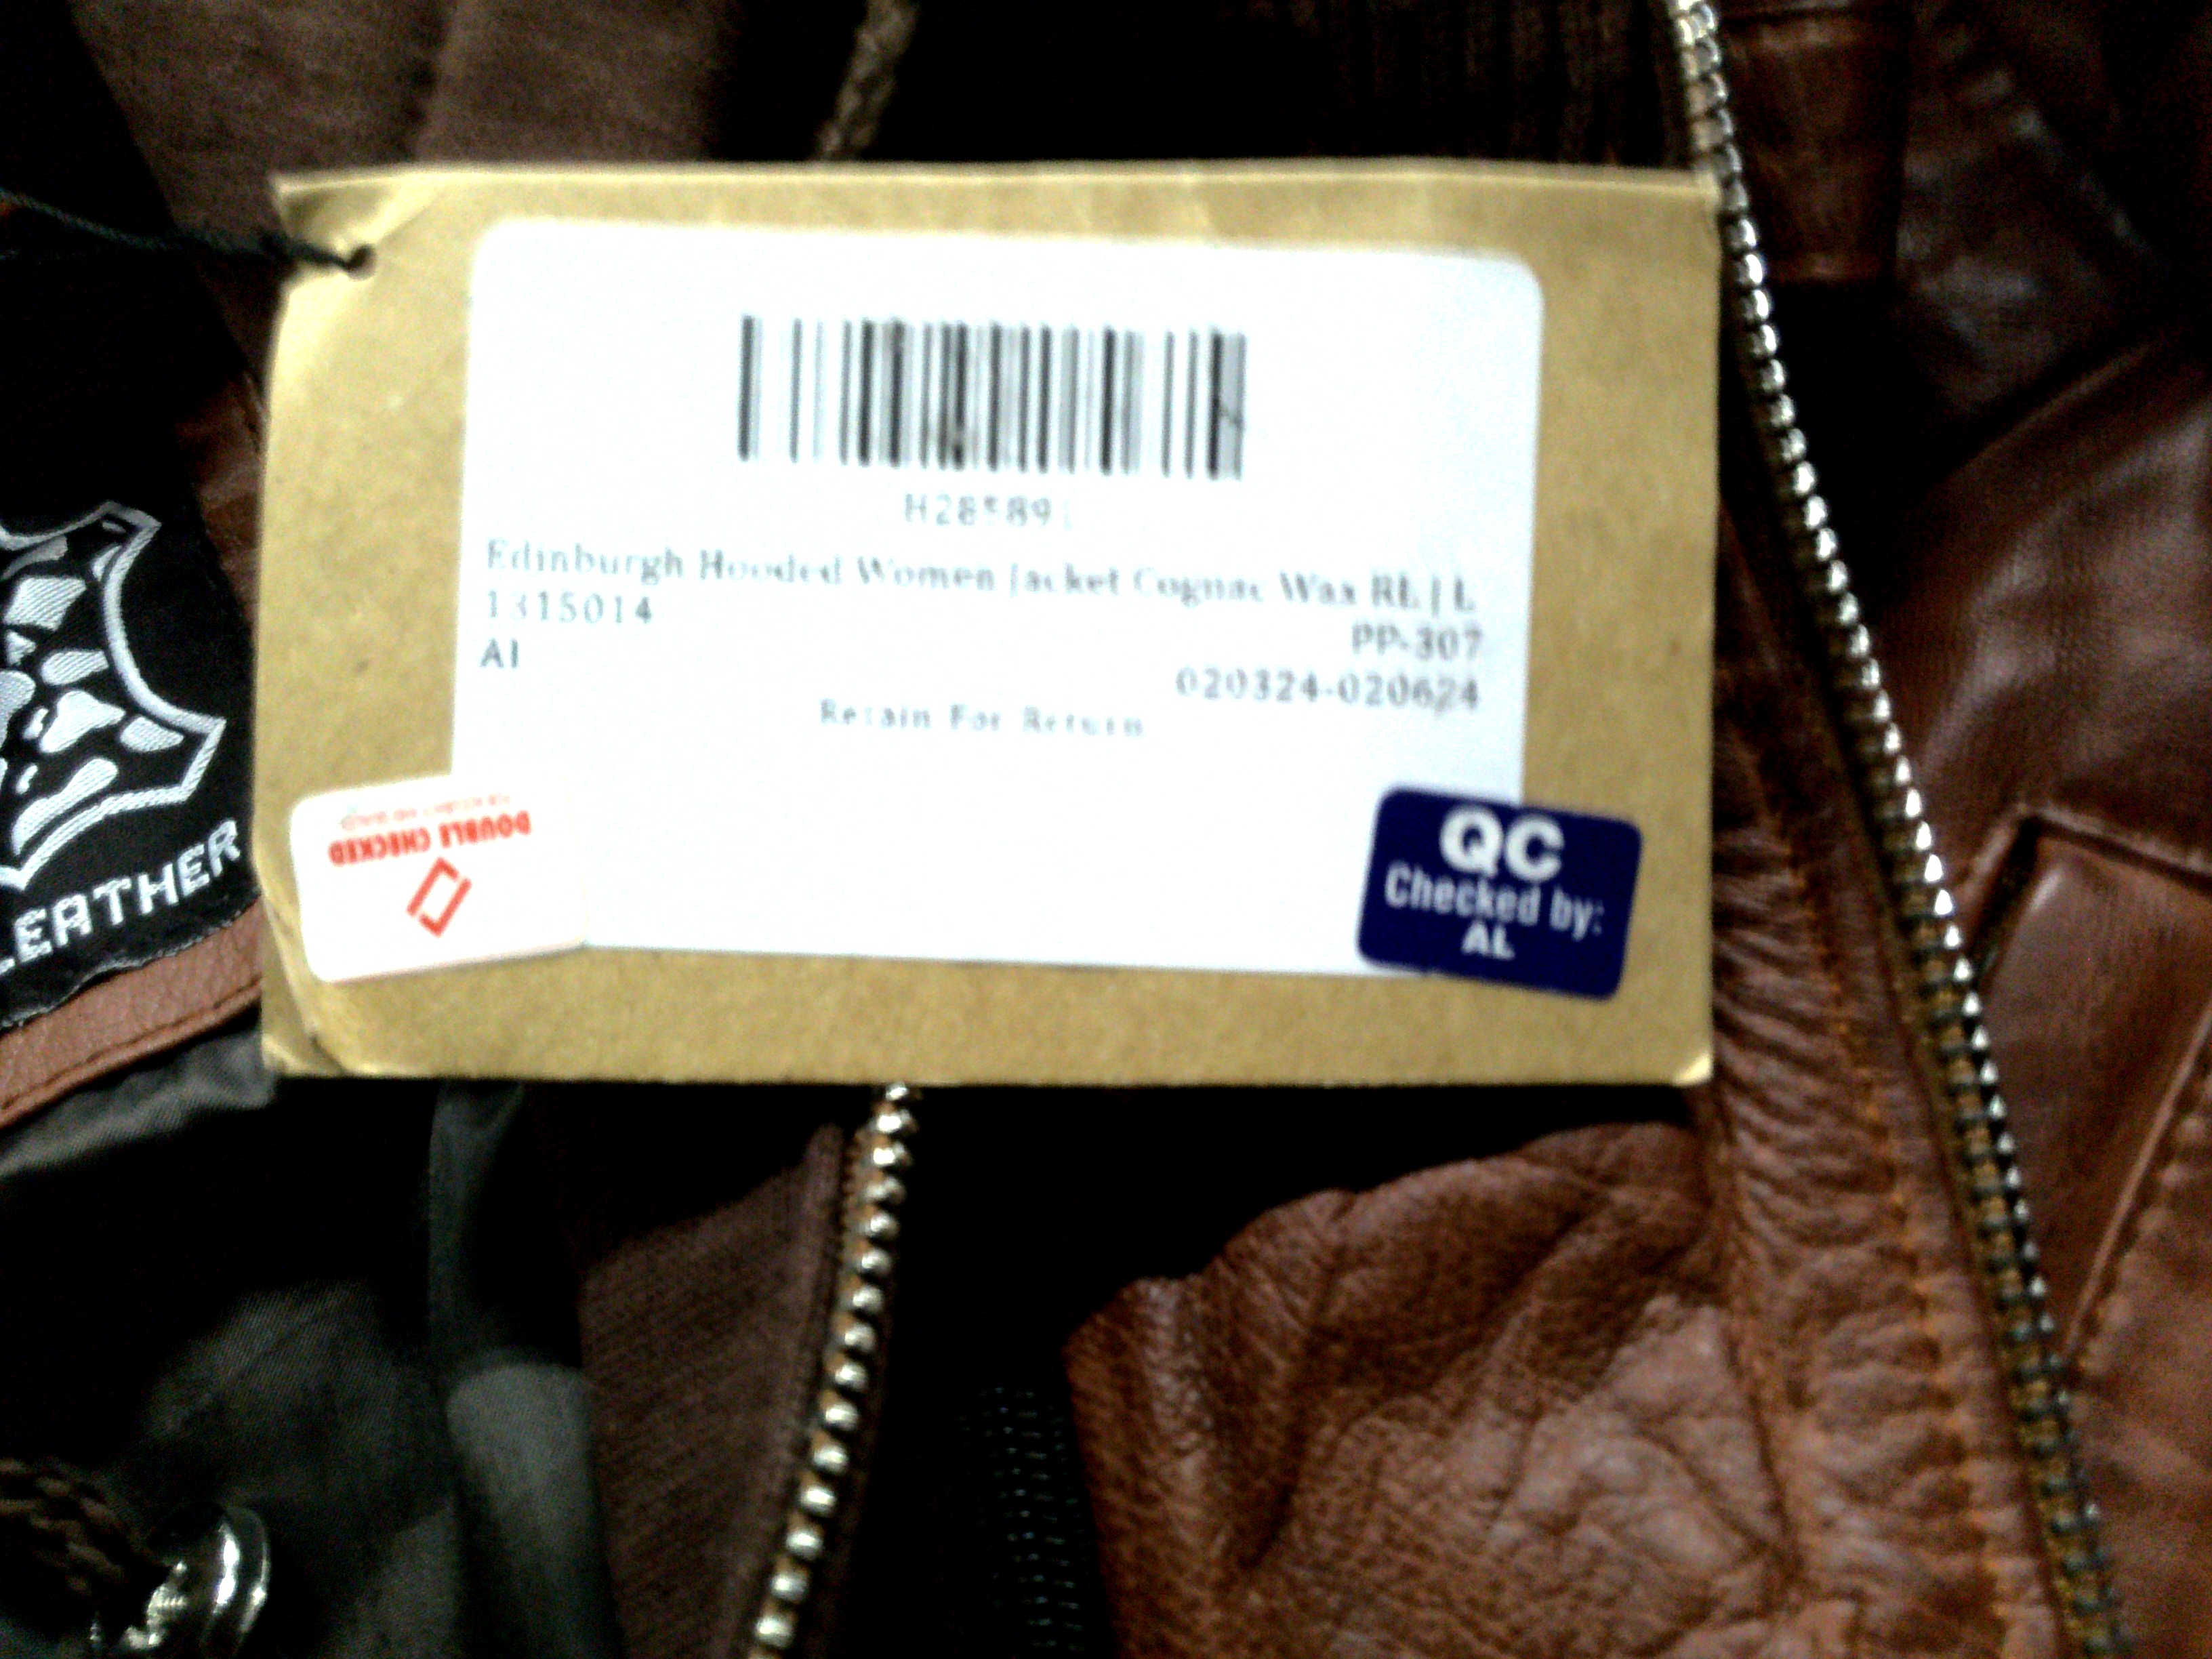 H285891
Edinburgh Hooded Women Jacket Cognac Wax RL | L
1315014
PP-307
AI
020324-020624
Retain For Return
DOUBLE CHECKED
QC
Checked by:
AL
LEATHER